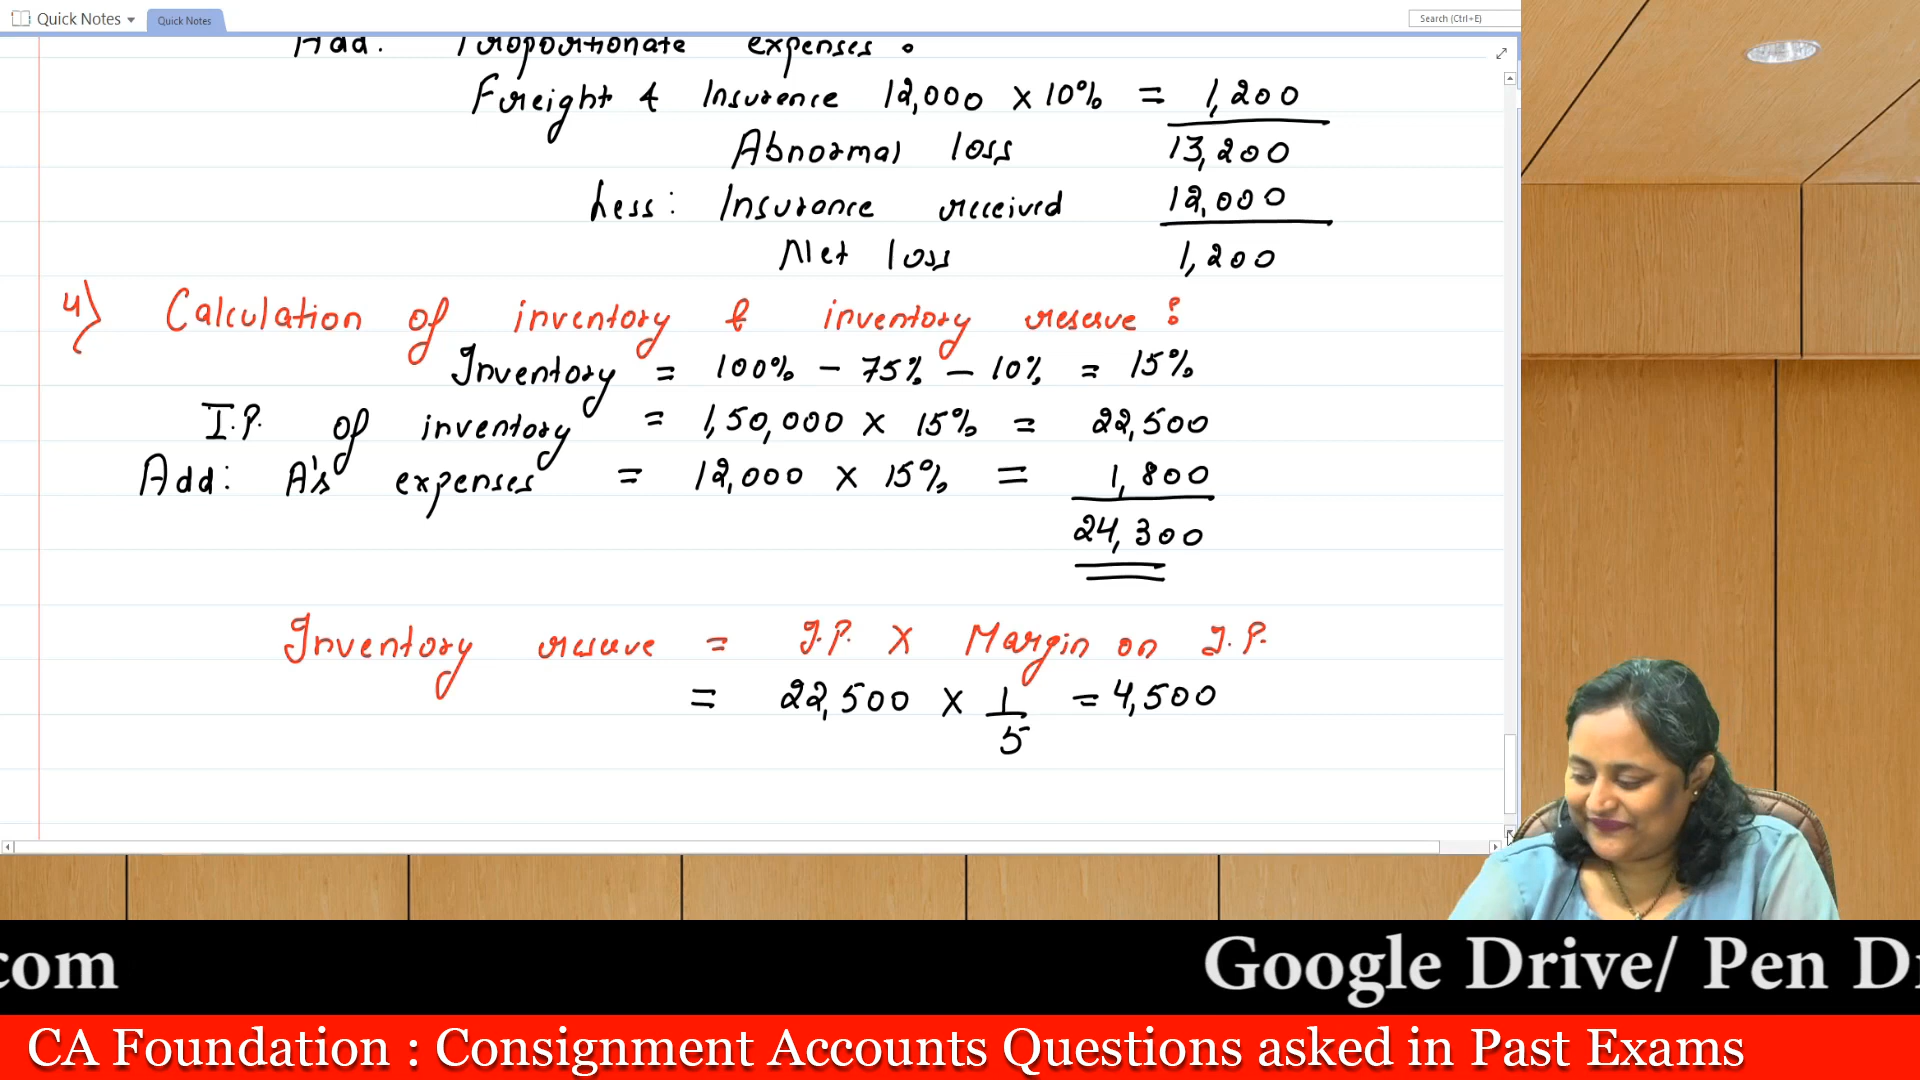 Quick Notes
Quick Notes
Search (Ctrl+E)
Add: Proportionate expenses :
Freight & Insurence 12,000 × 10% = 1,200
Abnormal loss 13,200
Less: Insurance received 12,000
Net loss 1,200
4) Calculation of inventory & inventory reserve :
Inventory = 100% - 75% - 10% = 15%
I.P. of inventory = 1,50,000 × 15% = 22,500
Add: A's expenses = 12,000 × 15% = 1,800
24,300
Inventory reserve = I.P. × Margin on I.P.
= 22,500 × 1/5 = 4,500
com Google Drive/ Pen D
CA Foundation : Consignment Accounts Questions asked in Past Exams